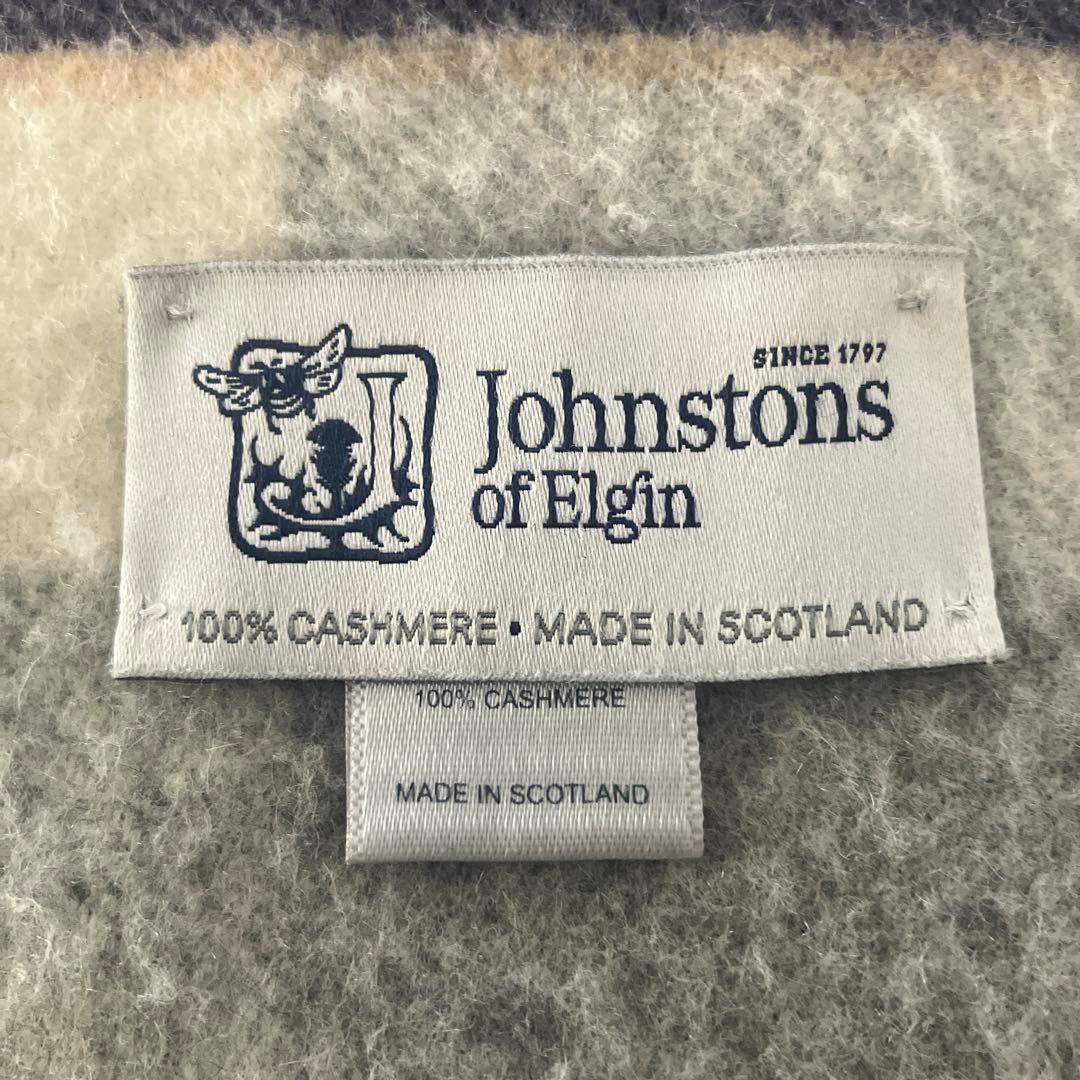 SINCE 1797
Johnstons
of Elgin
100% CASHMERE • MADE IN SCOTLAND
100% CASHMERE
MADE IN SCOTLAND